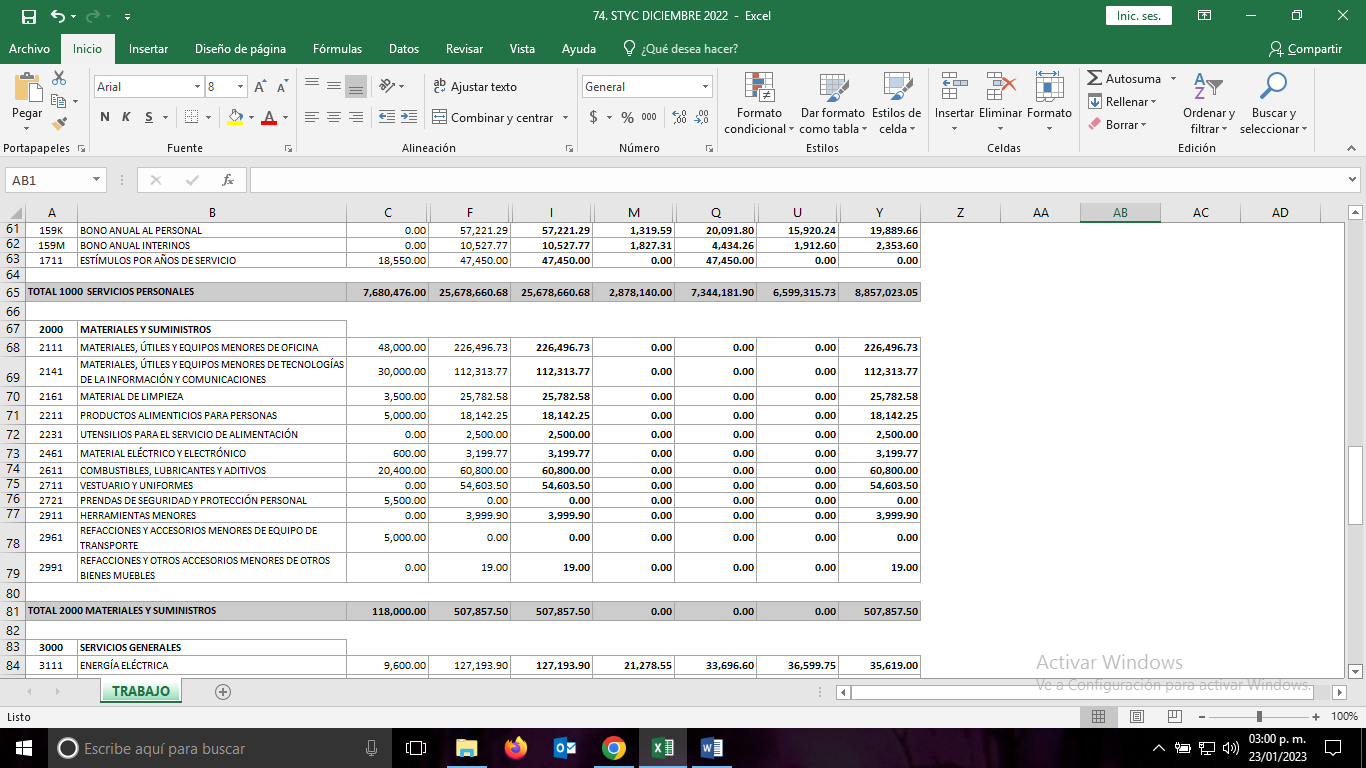 74. STYC DICIEMBRE 2022 - Excel
Inic. ses.
Archivo Inicio Insertar Diseño de página Fórmulas Datos Revisar Vista Ayuda ¿Qué desea hacer? Compartir
Pegar
Arial 8
N K S
Ajustar texto
Combinar y centrar
General
$ % 000
Formato condicional
Dar formato como tabla
Estilos de celda
Insertar Eliminar Formato
Autosuma
Rellenar
Borrar
Ordenar y filtrar
Buscar y seleccionar
Portapapeles Fuente Alineación Número Estilos Celdas Edición
AB1 fx
A B C F I M Q U Y Z AA AB AC AD
61 159K BONO ANUAL AL PERSONAL 0.00 57,221.29 57,221.29 1,319.59 20,091.80 15,920.24 19,889.66
62 159M BONO ANUAL INTERINOS 0.00 10,527.77 10,527.77 1,827.31 4,434.26 1,912.60 2,353.60
63 1711 ESTÍMULOS POR AÑOS DE SERVICIO 18,550.00 47,450.00 47,450.00 0.00 47,450.00 0.00 0.00
64
65 TOTAL 1000 SERVICIOS PERSONALES 7,680,476.00 25,678,660.68 25,678,660.68 2,878,140.00 7,344,181.90 6,599,315.73 8,857,023.05
66
67 2000 MATERIALES Y SUMINISTROS
68 2111 MATERIALES, ÚTILES Y EQUIPOS MENORES DE OFICINA 48,000.00 226,496.73 226,496.73 0.00 0.00 0.00 226,496.73
69 2141 MATERIALES, ÚTILES Y EQUIPOS MENORES DE TECNOLOGÍAS
DE LA INFORMACIÓN Y COMUNICACIONES 30,000.00 112,313.77 112,313.77 0.00 0.00 0.00 112,313.77
70 2161 MATERIAL DE LIMPIEZA 3,500.00 25,782.58 25,782.58 0.00 0.00 0.00 25,782.58
71 2211 PRODUCTOS ALIMENTICIOS PARA PERSONAS 5,000.00 18,142.25 18,142.25 0.00 0.00 0.00 18,142.25
72 2231 UTENSILIOS PARA EL SERVICIO DE ALIMENTACIÓN 0.00 2,500.00 2,500.00 0.00 0.00 0.00 2,500.00
73 2461 MATERIAL ELÉCTRICO Y ELECTRÓNICO 600.00 3,199.77 3,199.77 0.00 0.00 0.00 3,199.77
74 2611 COMBUSTIBLES, LUBRICANTES Y ADITIVOS 20,400.00 60,800.00 60,800.00 0.00 0.00 0.00 60,800.00
75 2711 VESTUARIO Y UNIFORMES 0.00 54,603.50 54,603.50 0.00 0.00 0.00 54,603.50
76 2721 PRENDAS DE SEGURIDAD Y PROTECCIÓN PERSONAL 5,500.00 0.00 0.00 0.00 0.00 0.00 0.00
77 2911 HERRAMIENTAS MENORES 0.00 3,999.90 3,999.90 0.00 0.00 0.00 3,999.90
78 2961 REFACCIONES Y ACCESORIOS MENORES DE EQUIPO DE
TRANSPORTE 5,000.00 0.00 0.00 0.00 0.00 0.00 0.00
79 2991 REFACCIONES Y OTROS ACCESORIOS MENORES DE OTROS
BIENES MUEBLES 0.00 19.00 19.00 0.00 0.00 0.00 19.00
80
81 TOTAL 2000 MATERIALES Y SUMINISTROS 118,000.00 507,857.50 507,857.50 0.00 0.00 0.00 507,857.50
82
83 3000 SERVICIOS GENERALES
84 3111 ENERGÍA ELÉCTRICA 9,600.00 127,193.90 127,193.90 21,278.55 33,696.60 36,599.75 35,619.00
Activar Windows
Ve a Configuración para activar Windows.
TRABAJO
Listo 100%
Escribe aquí para buscar
03:00 p. m.
23/01/2023